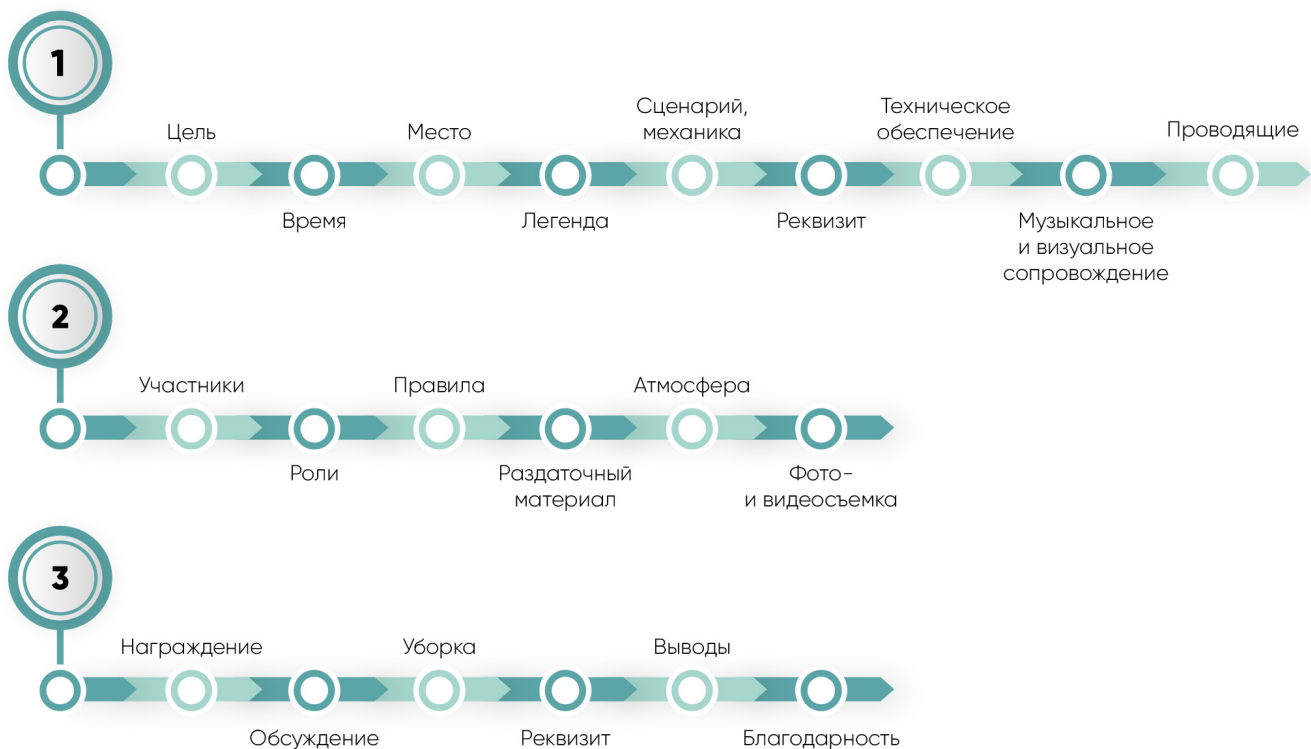 1
Цель
Время
Место
Легенда
Сценарий,
механика
Реквизит
Техническое
обеспечение
Музыкальное
и визуальное
сопровождение
Проводящие
2
Участники
Роли
Правила
Раздаточный
материал
Атмосфера
Фото-
и видеосъемка
3
Награждение
Обсуждение
Уборка
Реквизит
Выводы
Благодарность